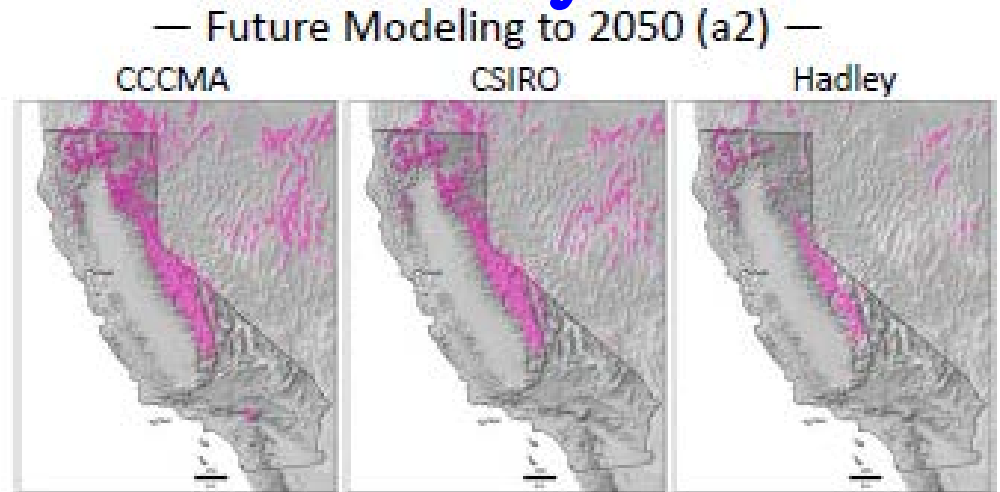 — Future Modeling to 2050 (a2) —
CCCMA CSIRO Hadley